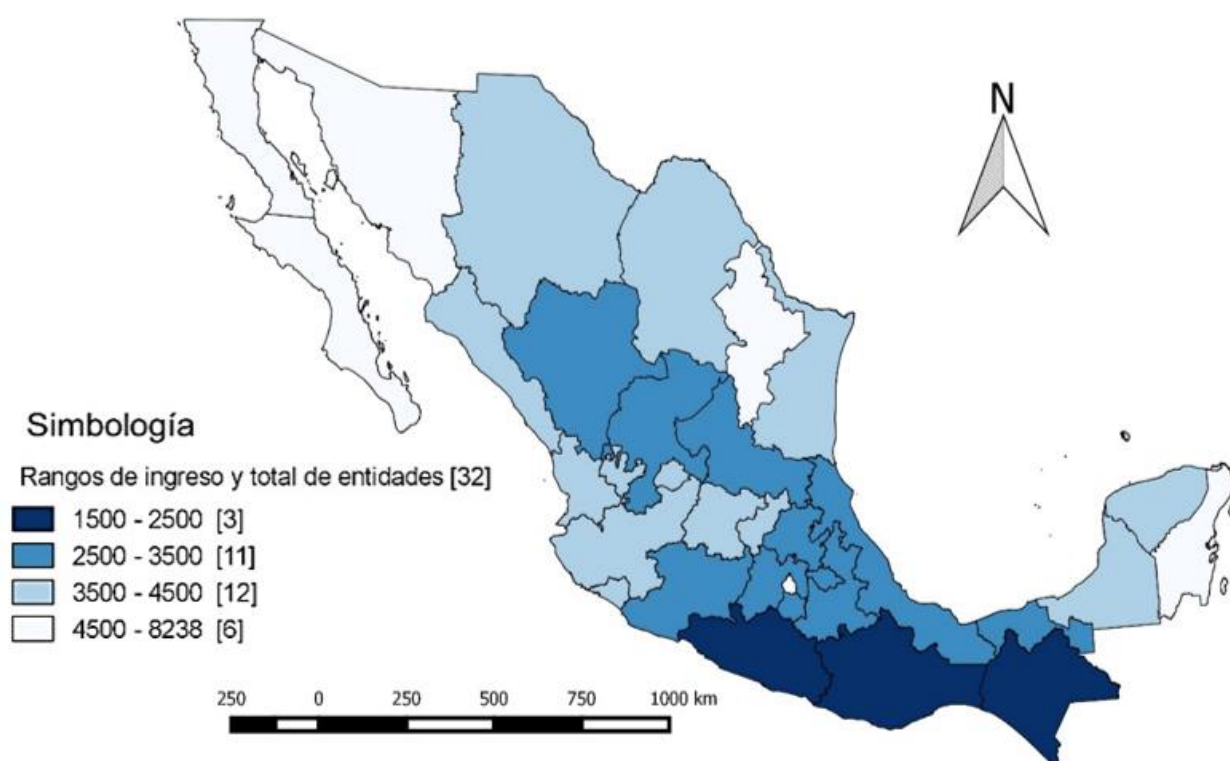 N
Simbología
Rangos de ingreso y total de entidades [32]
1500 - 2500 [3]
2500 - 3500 [11]
3500 - 4500 [12]
4500 - 8238 [6]
250 0 250 500 750 1000 km